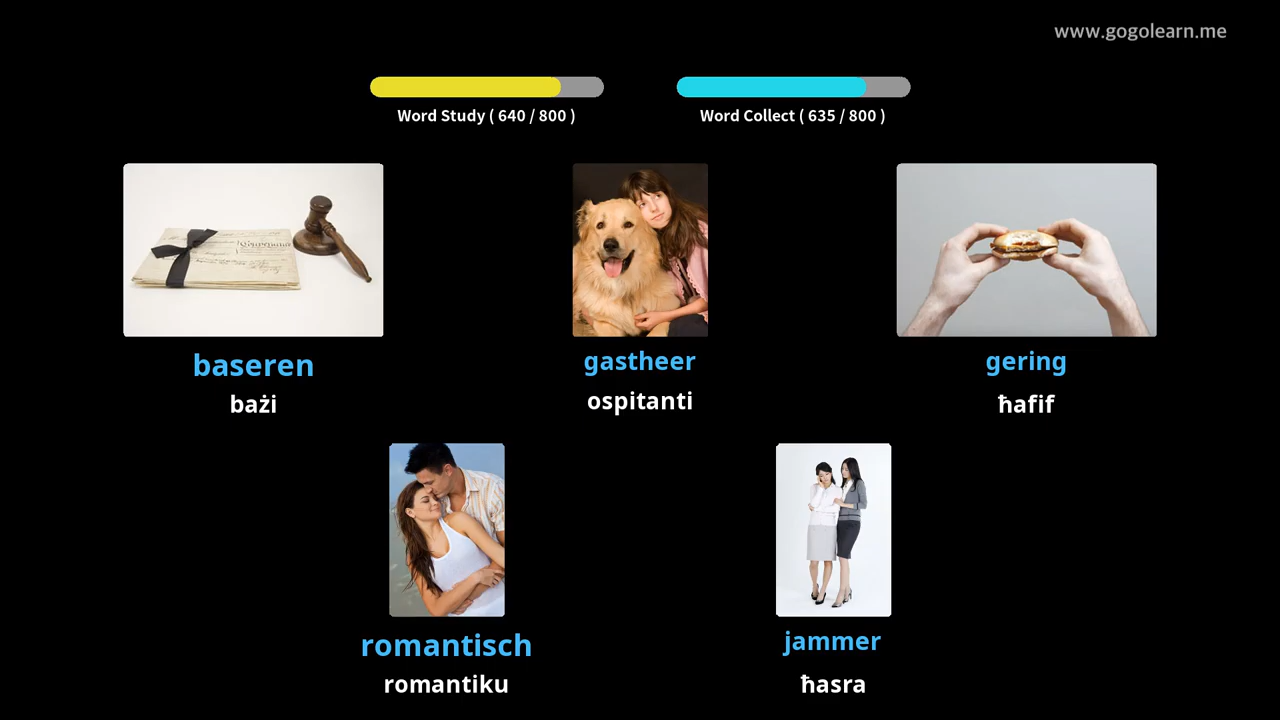 www.gogolearn.me
Word Study ( 640 / 800 )
Word Collect ( 635 / 800 )
baseren
bażi
gastheer
ospitanti
gering
ħafif
romantisch
romantiku
jammer
ħasra